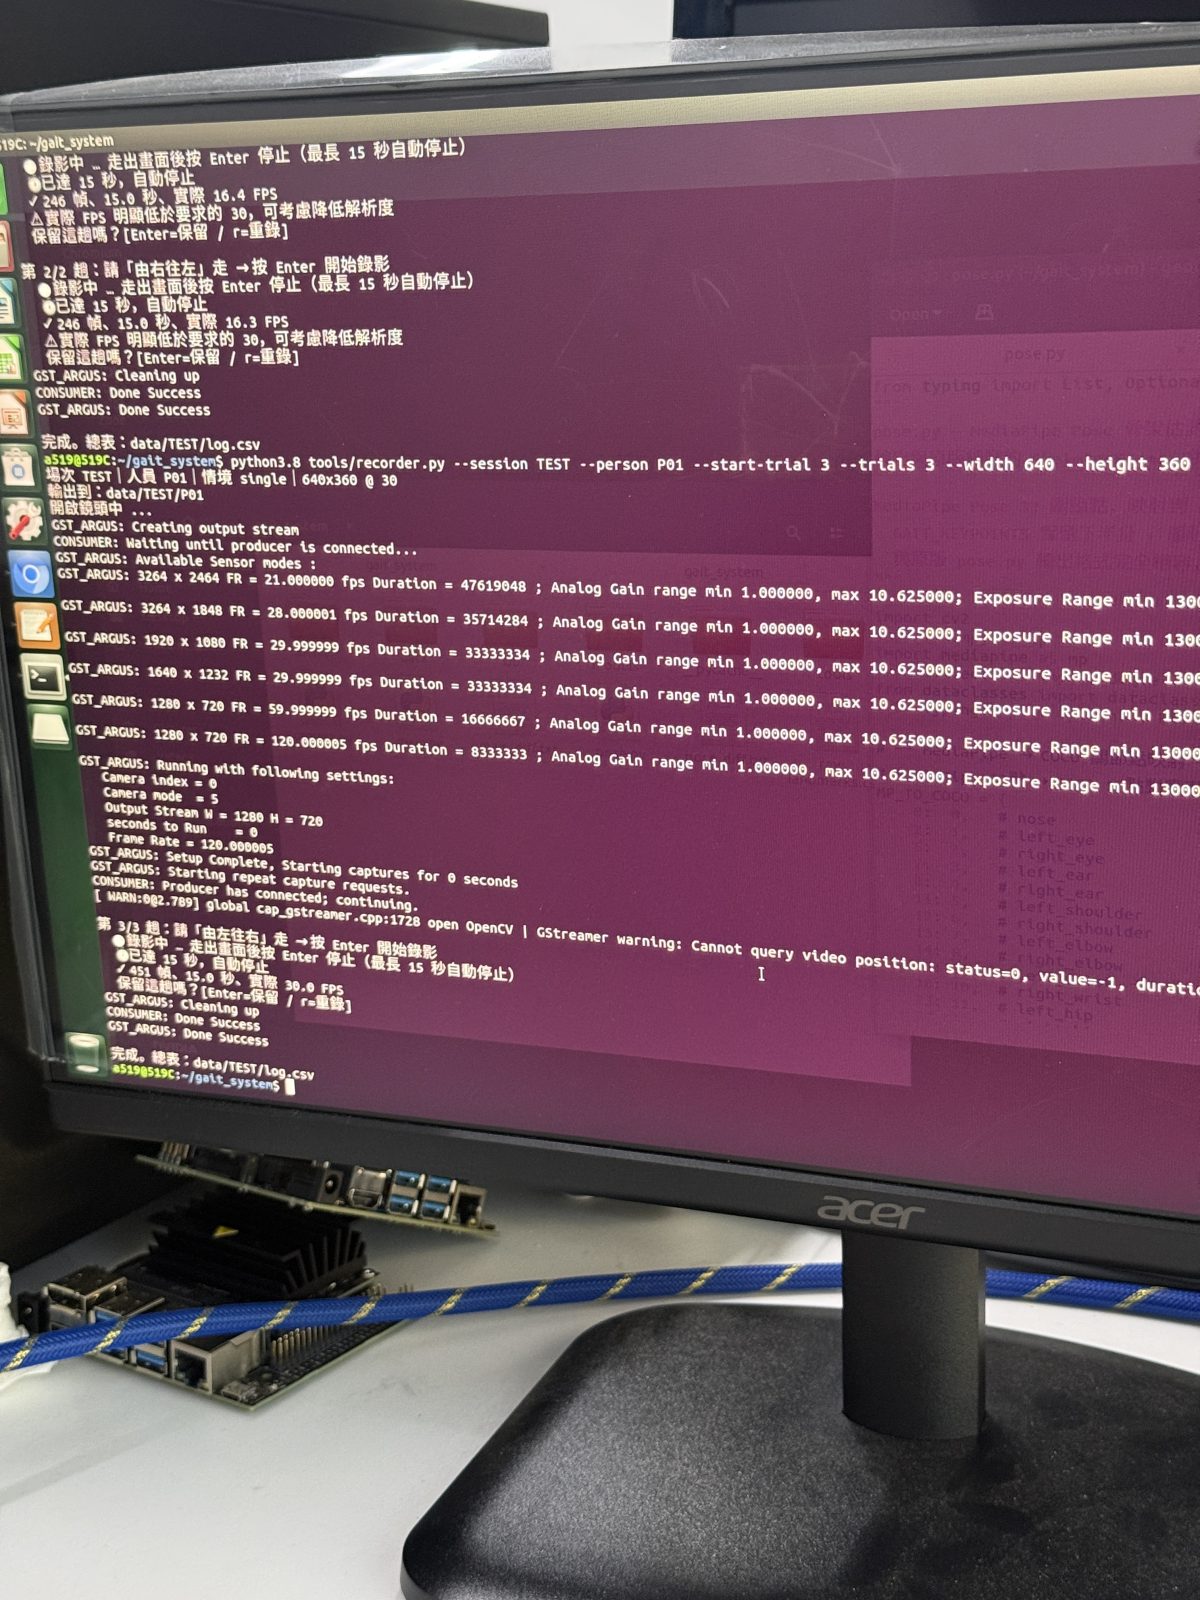 519C: ~/gait_system
錄影中 … 走出畫面後按 Enter 停止（最長 15 秒自動停止）
已達 15 秒，自動停止
✓ 246 幀、15.0 秒、實際 16.4 FPS
⚠實際 FPS 明顯低於要求的 30，可考慮降低解析度
保留這趟嗎？[Enter=保留 / r=重錄]
第 2/2 趟：請「由右往左」走 →按 Enter 開始錄影
錄影中 … 走出畫面後按 Enter 停止（最長 15 秒自動停止）
已達 15 秒，自動停止
✓ 246 幀、15.0 秒、實際 16.3 FPS
⚠實際 FPS 明顯低於要求的 30，可考慮降低解析度
保留這趟嗎？[Enter=保留 / r=重錄]
GST_ARGUS: Cleaning up
CONSUMER: Done Success
GST_ARGUS: Done Success
完成。總表：data/TEST/log.csv
a519@519C:~/gait_system$ python3.8 tools/recorder.py --session TEST --person P01 --start-trial 3 --trials 3 --width 640 --height 360
場次 TEST｜人員 P01｜情境 single｜640x360 @ 30
輸出到：data/TEST/P01
開啟鏡頭中 ...
GST_ARGUS: Creating output stream
CONSUMER: Waiting until producer is connected...
GST_ARGUS: Available Sensor modes :
GST_ARGUS: 3264 x 2464 FR = 21.000000 fps Duration = 47619048 ; Analog Gain range min 1.000000, max 10.625000; Exposure Range min 1300
GST_ARGUS: 3264 x 1848 FR = 28.000001 fps Duration = 35714284 ; Analog Gain range min 1.000000, max 10.625000; Exposure Range min 1300
GST_ARGUS: 1920 x 1080 FR = 29.999999 fps Duration = 33333334 ; Analog Gain range min 1.000000, max 10.625000; Exposure Range min 1300
GST_ARGUS: 1640 x 1232 FR = 29.999999 fps Duration = 33333334 ; Analog Gain range min 1.000000, max 10.625000; Exposure Range min 1300
GST_ARGUS: 1280 x 720 FR = 59.999999 fps Duration = 16666667 ; Analog Gain range min 1.000000, max 10.625000; Exposure Range min 13000
GST_ARGUS: 1280 x 720 FR = 120.000005 fps Duration = 8333333 ; Analog Gain range min 1.000000, max 10.625000; Exposure Range min 13000
GST_ARGUS: Running with following settings:
Camera index = 0
Camera mode = 5
Output Stream W = 1280 H = 720
seconds to Run = 0
Frame Rate = 120.000005
GST_ARGUS: Setup Complete, Starting captures for 0 seconds
GST_ARGUS: Starting repeat capture requests.
CONSUMER: Producer has connected; continuing.
[ WARN:0@2.789] global cap_gstreamer.cpp:1728 open OpenCV | GStreamer warning: Cannot query video position: status=0, value=-1, duratio
第 3/3 趟：請「由左往右」走 →按 Enter 開始錄影
錄影中 … 走出畫面後按 Enter 停止（最長 15 秒自動停止）
已達 15 秒，自動停止
✓ 451 幀、15.0 秒、實際 30.0 FPS
保留這趟嗎？[Enter=保留 / r=重錄]
GST_ARGUS: Cleaning up
CONSUMER: Done Success
GST_ARGUS: Done Success
完成。總表：data/TEST/log.csv
a519@519C:~/gait_system$
Open
pose.py
typing import List, Option
gait_system
# nose
# left_eye
# right_eye
# left_ear
# right_ear
# left_shoulder
# right_shoulder
# left_elbow
# right_elbow
# right_wrist
# left_hip
acer